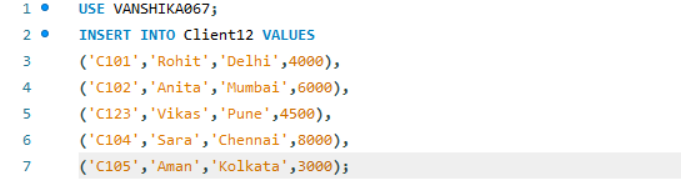 1 USE VANSHIKA067;
2 INSERT INTO Client12 VALUES
3 ('C101','Rohit','Delhi',4000),
4 ('C102','Anita','Mumbai',6000),
5 ('C123','Vikas','Pune',4500),
6 ('C104','Sara','Chennai',8000),
7 ('C105','Aman','Kolkata',3000);